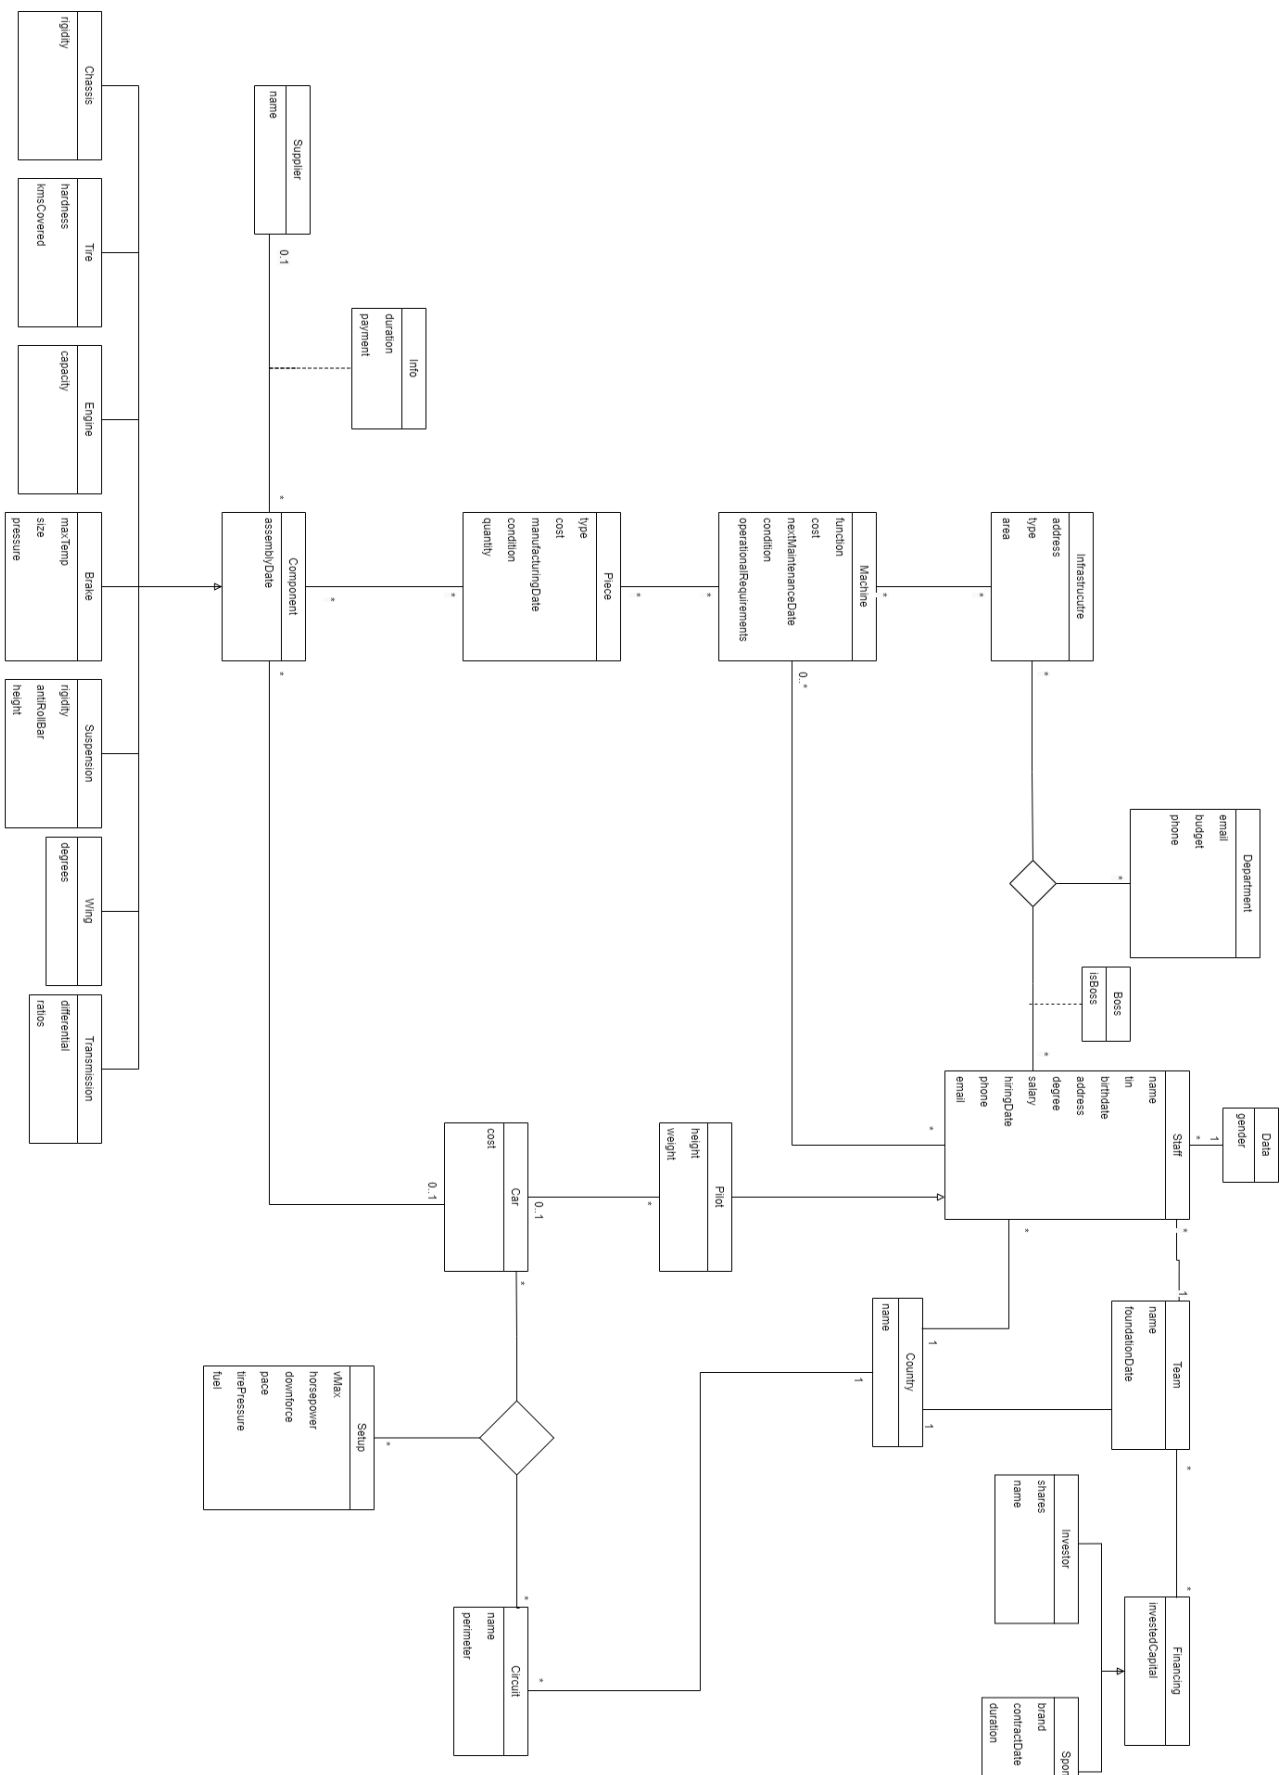 Data
gender
1
*
Department
email
budget
phone
*
Boss
isBoss
Infrastrucutre
address
type
area
*
*
*
Staff
name
tin
birthdate
address
degree
salary
hiringDate
phone
email
*
*
*
Team
name
foundationDate
1
*
Financing
investedCapital
*
Investor
shares
name
brand
contractDate
duration
Machine
function
cost
nextMaintenanceDate
condition
operationalRequirements
*
*
0..*
Country
name
1
1
1
Piece
type
cost
manufacturingDate
condition
quantity
*
*
Pilot
height
weight
*
Info
duration
payment
Car
cost
0..1
0..1
*
Circuit
name
perimeter
*
*
Supplier
name
0.1
Component
assemblyDate
*
*
*
Setup
vMax
horsepower
downforce
pace
tirePressure
fuel
*
Chassis
rigidity
Tire
hardness
kmsCovered
Engine
capacity
Brake
maxTemp
size
pressure
Suspension
rigidity
antiRollBar
height
Wing
degrees
Transmission
differential
ratios